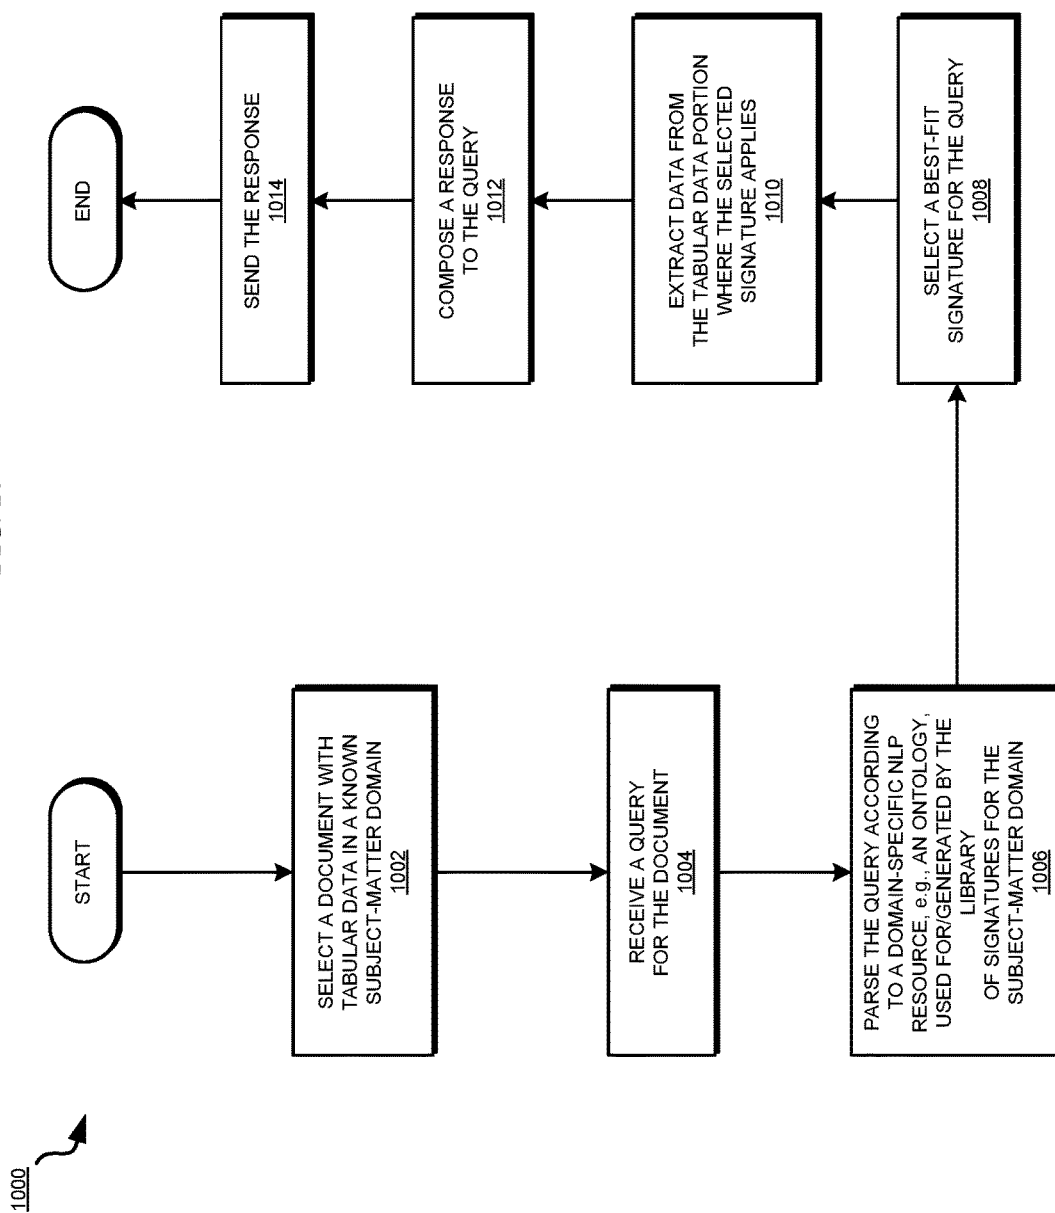 1000
START
SELECT A DOCUMENT WITH
TABULAR DATA IN A KNOWN
SUBJECT-MATTER DOMAIN
1002
RECEIVE A QUERY
FOR THE DOCUMENT
1004
PARSE THE QUERY ACCORDING
TO A DOMAIN-SPECIFIC NLP
RESOURCE, e.g., AN ONTOLOGY,
USED FOR/GENERATED BY THE
LIBRARY
OF SIGNATURES FOR THE
SUBJECT-MATTER DOMAIN
1006
SELECT A BEST-FIT
SIGNATURE FOR THE QUERY
1008
EXTRACT DATA FROM
THE TABULAR DATA PORTION
WHERE THE SELECTED
SIGNATURE APPLIES
1010
COMPOSE A RESPONSE
TO THE QUERY
1012
SEND THE RESPONSE
1014
END